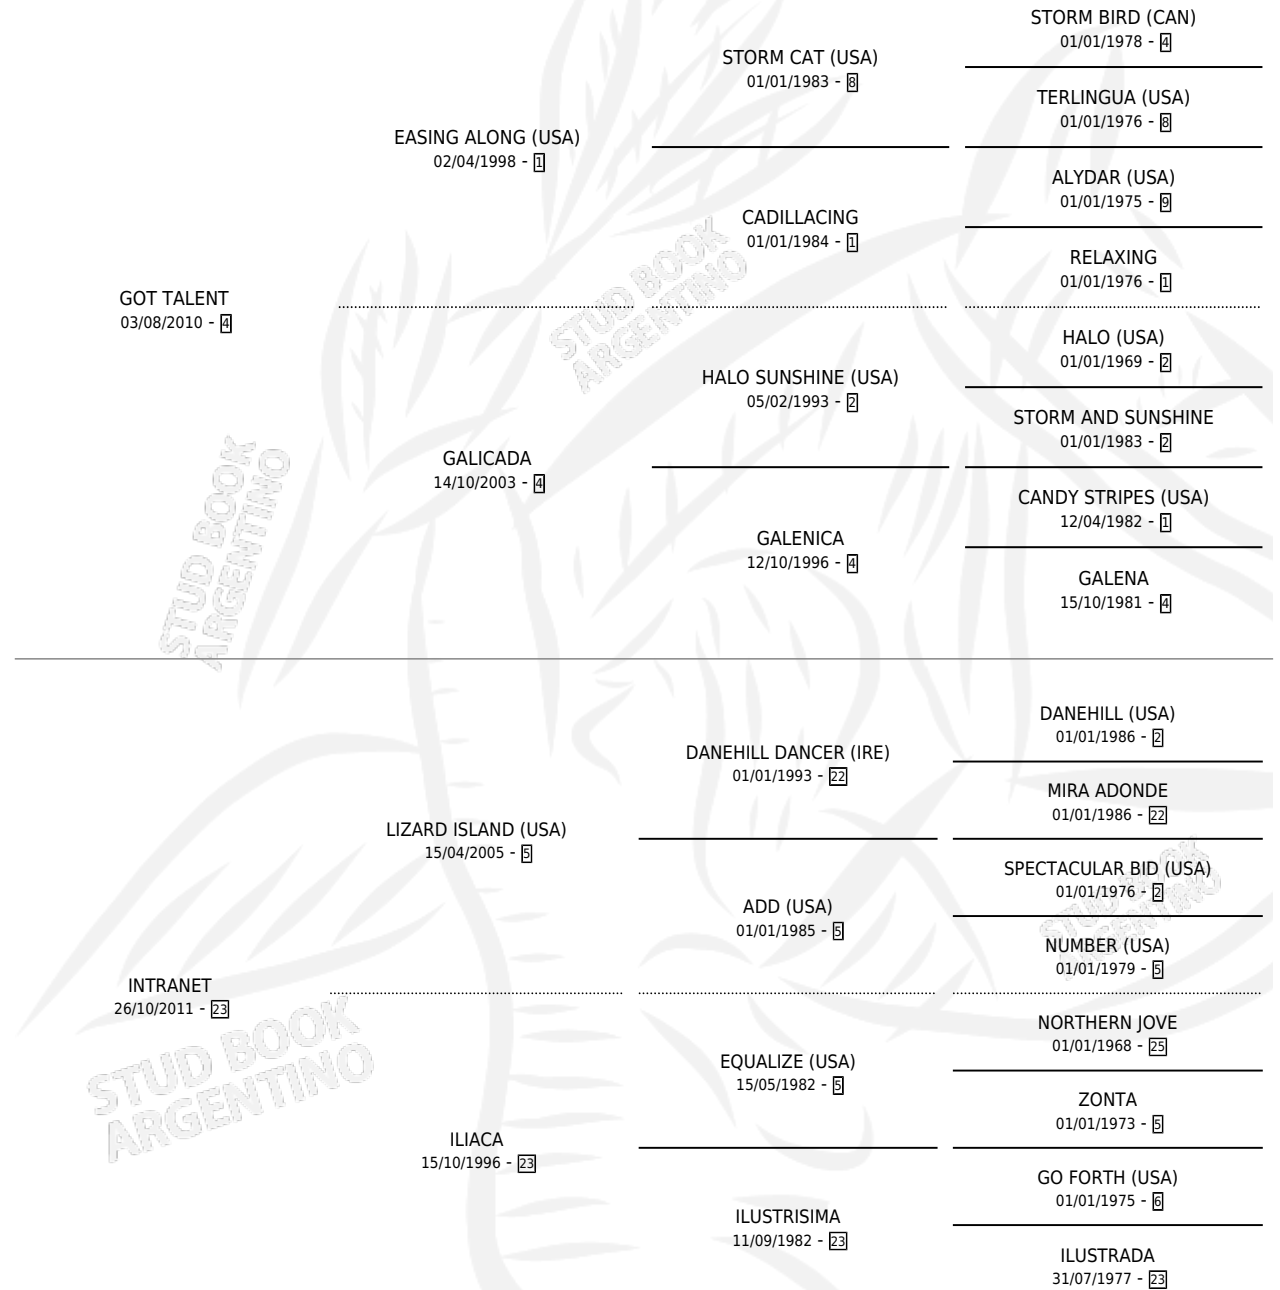 STORM BIRD (CAN)
01/01/1978 - 4
STORM CAT (USA)
01/01/1983 - 8
TERLINGUA (USA)
01/01/1976 - 8
EASING ALONG (USA)
02/04/1998 - 1
ALYDAR (USA)
01/01/1975 - 9
CADILLACING
01/01/1984 - 1
RELAXING
01/01/1976 - 1
GOT TALENT
03/08/2010 - 4
STUD BOOK
ARGENTINO
HALO (USA)
01/01/1969 - 2
HALO SUNSHINE (USA)
05/02/1993 - 2
STORM AND SUNSHINE
01/01/1983 - 2
GALICADA
14/10/2003 - 4
CANDY STRIPES (USA)
12/04/1982 - 1
GALENICA
12/10/1996 - 4
GALENA
15/10/1981 - 4
STUD BOOK
ARGENTINO
DANEHILL (USA)
01/01/1986 - 2
DANEHILL DANCER (IRE)
01/01/1993 - 22
MIRA ADONDE
01/01/1986 - 22
LIZARD ISLAND (USA)
15/04/2005 - 5
SPECTACULAR BID (USA)
01/01/1976 - 2
ADD (USA)
01/01/1985 - 5
STUD BOOK
ARGENTINO
NUMBER (USA)
01/01/1979 - 5
INTRANET
26/10/2011 - 23
STUD BOOK
ARGENTINO
NORTHERN JOVE
01/01/1968 - 25
EQUALIZE (USA)
15/05/1982 - 5
ZONTA
01/01/1973 - 5
ILIACA
15/10/1996 - 23
GO FORTH (USA)
01/01/1975 - 6
ILUSTRISIMA
11/09/1982 - 23
ILUSTRADA
31/07/1977 - 23